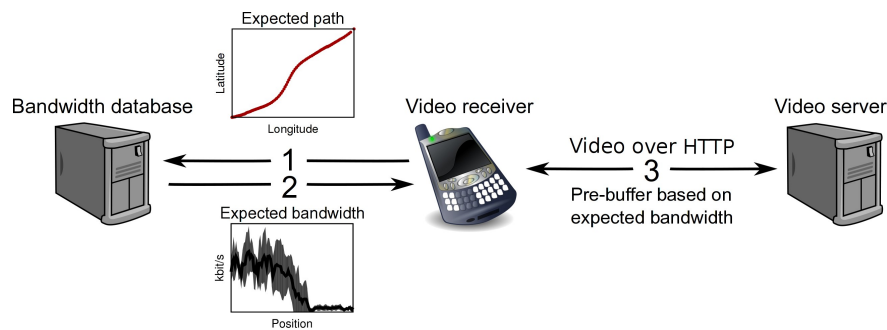 Expected path
Latitude
Longitude
Bandwidth database
Video receiver
Video server
1
2
Video over HTTP
3
Pre-buffer based on
expected bandwidth
Expected bandwidth
kbit/s
Position